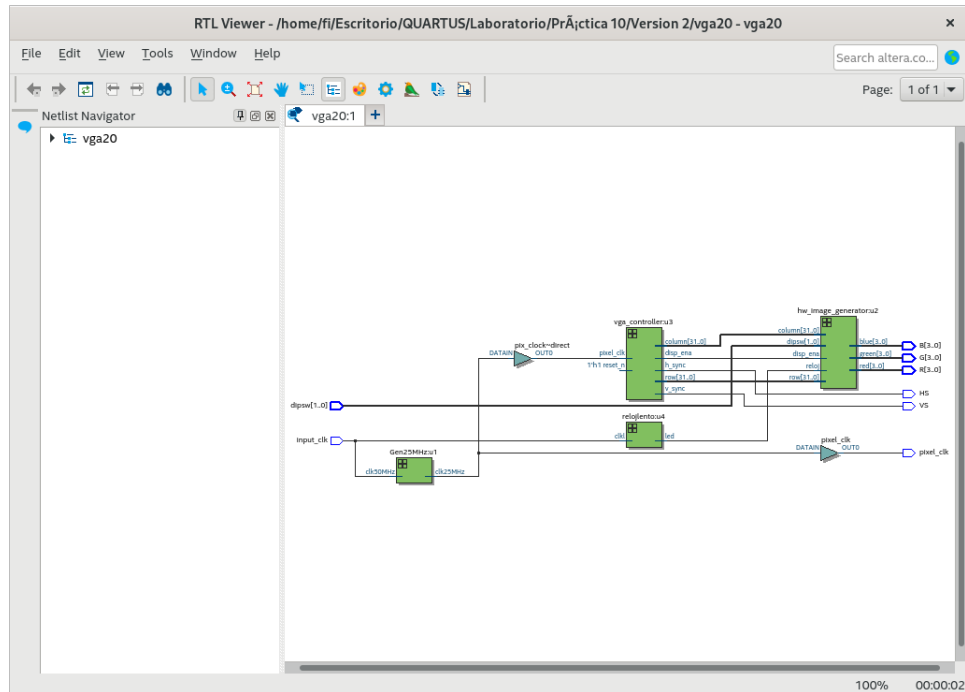 RTL Viewer - /home/fi/Escritorio/QUARTUS/Laboratorio/PrÃ¡ctica 10/Version 2/vga20 - vga20
File Edit View Tools Window Help
Search altera.co...
Page: 1 of 1
Netlist Navigator
vga20:1
vga20
hw_image_generator:u2
vga_controller:u3
column[31..0]
dipsw[1..0]
disp_ena
reloj
row[31..0]
blue[3..0]
green[3..0]
red[3..0]
B[3..0]
G[3..0]
R[3..0]
pix_clock~direct
DATAIN OUT0
pixel_clk
1'h1 reset_n
column[31..0]
disp_ena
h_sync
row[31..0]
v_sync
HS
VS
dipsw[1..0]
relojlento:u4
clkl led
input_clk
pixel_clk
DATAIN OUT0
pixel_clk
Gen25MHz:u1
clk50MHz clk25MHz
100% 00:00:02